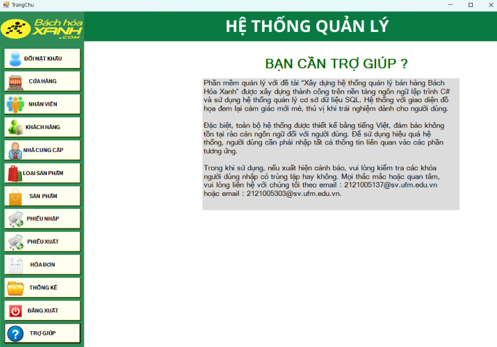 TrangChu
Bách hóa
XANH
.COM
HỆ THỐNG QUẢN LÝ
ĐỔI MẬT KHẨU
CỬA HÀNG
NHÂN VIÊN
KHÁCH HÀNG
NHÀ CUNG CẤP
LOẠI SẢN PHẨM
SẢN PHẨM
PHIẾU NHẬP
PHIẾU XUẤT
HÓA ĐƠN
THỐNG KÊ
ĐĂNG XUẤT
TRỢ GIÚP
BẠN CẦN TRỢ GIÚP ?
Phần mềm quản lý với đề tài "Xây dựng hệ thống quản lý bán hàng Bách
Hóa Xanh" được xây dựng thành công trên nền tảng ngôn ngữ lập trình C#
và sử dụng hệ thống quản lý cơ sở dữ liệu SQL. Hệ thống với giao diện đồ
họa đem lại cảm giác mới mẻ, thú vị khi trải nghiệm dành cho người dùng.
Đặc biệt, toàn bộ hệ thống được thiết kế bằng tiếng Việt, đảm bảo không
tồn tại rào cản ngôn ngữ đối với người dùng. Để sử dụng hiệu quả hệ
thống, người dùng cần phải nhập tất cả thông tin liên quan vào các phần
tương ứng.
Trong khi sử dụng, nếu xuất hiện cảnh báo, vui lòng kiểm tra các khóa
người dùng nhập có trùng lặp hay không. Mọi thắc mắc hoặc quan tâm,
vui lòng liên hệ với chúng tôi theo email : 2121005137@sv.ufm.edu.vn
hoặc email : 2121005303@sv.ufm.edu.vn.